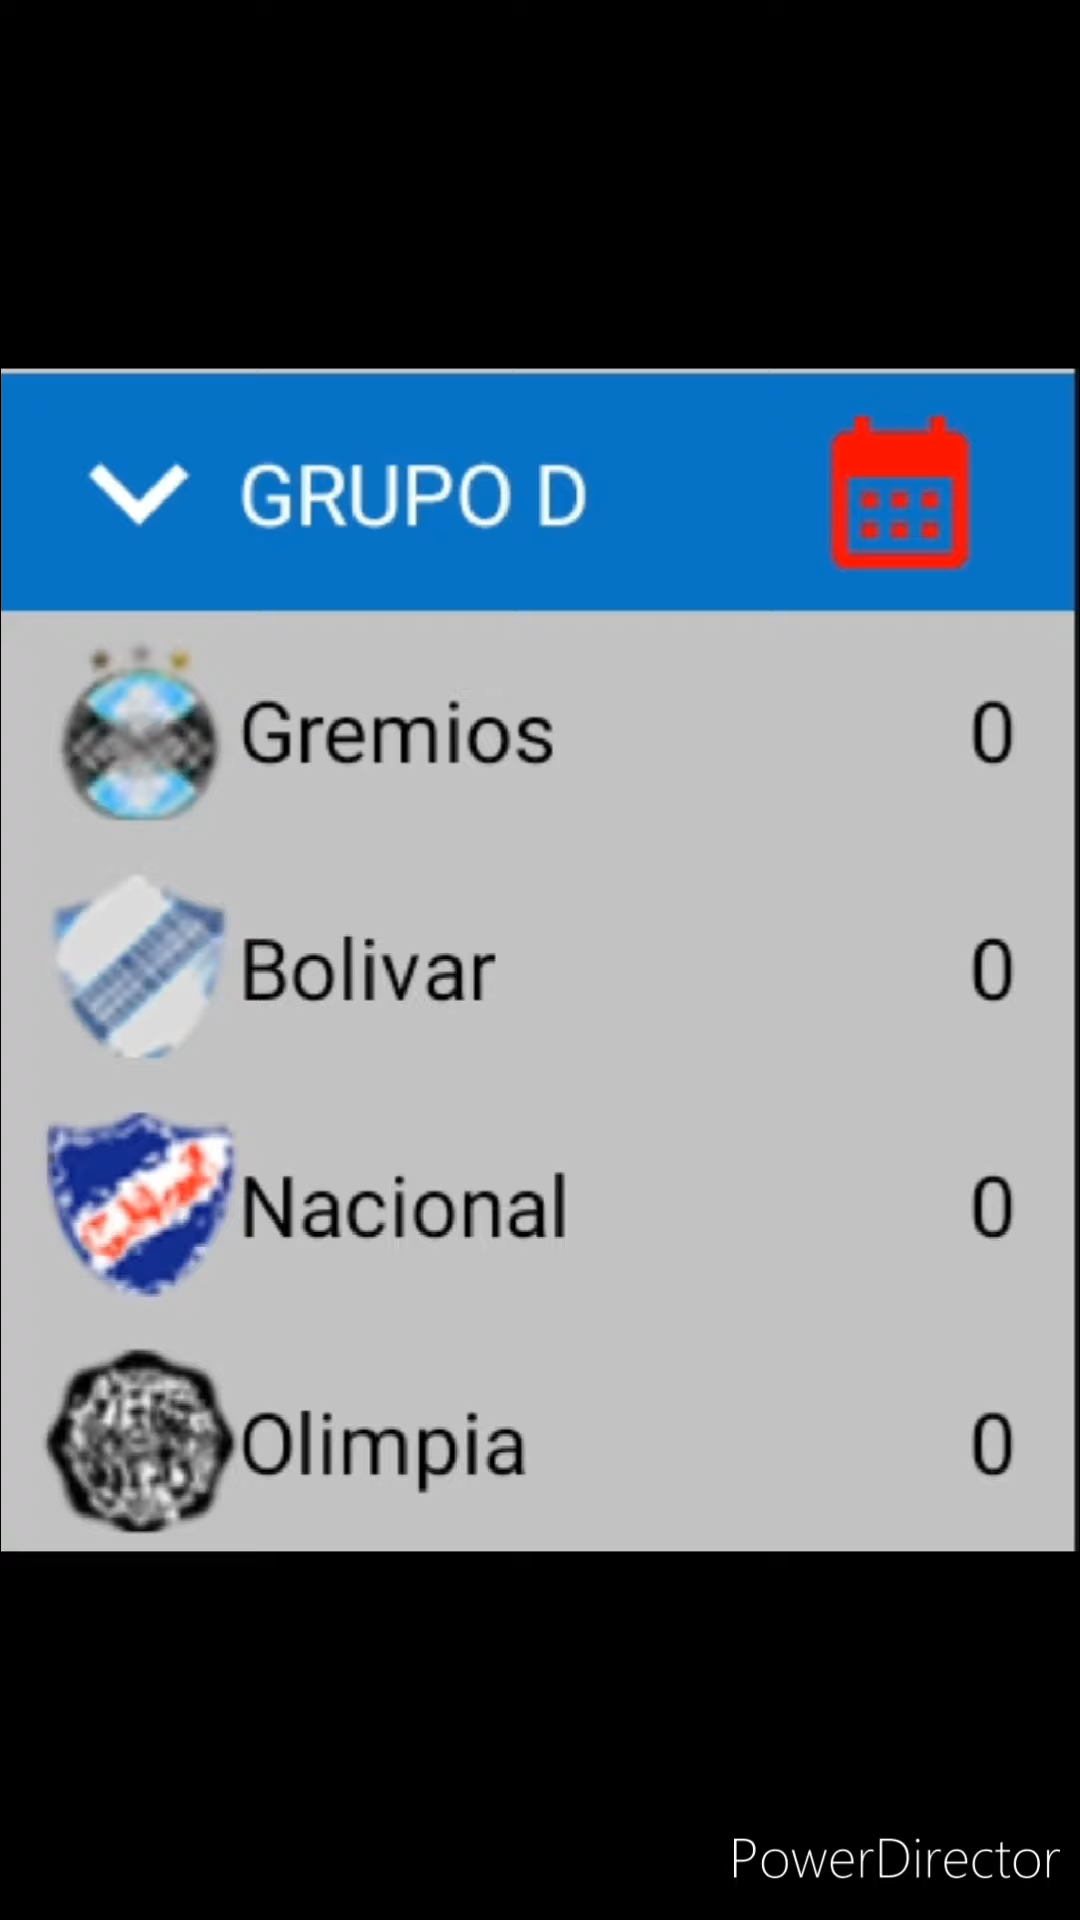 GRUPO D
Gremios 0
Bolivar 0
Nacional 0
Olimpia 0
PowerDirector